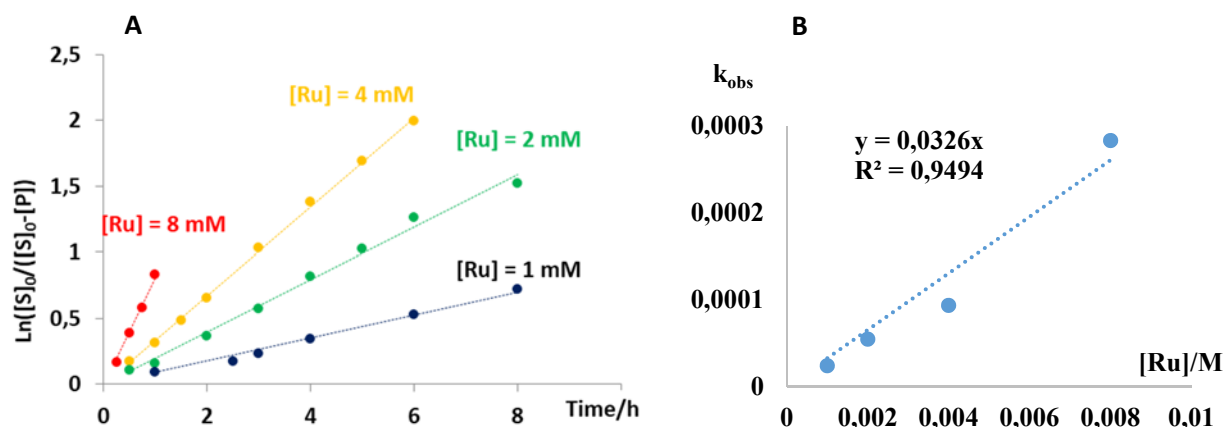 A
Ln([S]₀/([S]₀-[P])
2,5
2
1,5
1
0,5
0
[Ru] = 4 mM
[Ru] = 2 mM
[Ru] = 8 mM
[Ru] = 1 mM
0
2
4
6
8
Time/h
B
kobs
0,0003
0,0002
0,0001
0
y = 0,0326x
R² = 0,9494
[Ru]/M
0
0,002
0,004
0,006
0,008
0,01